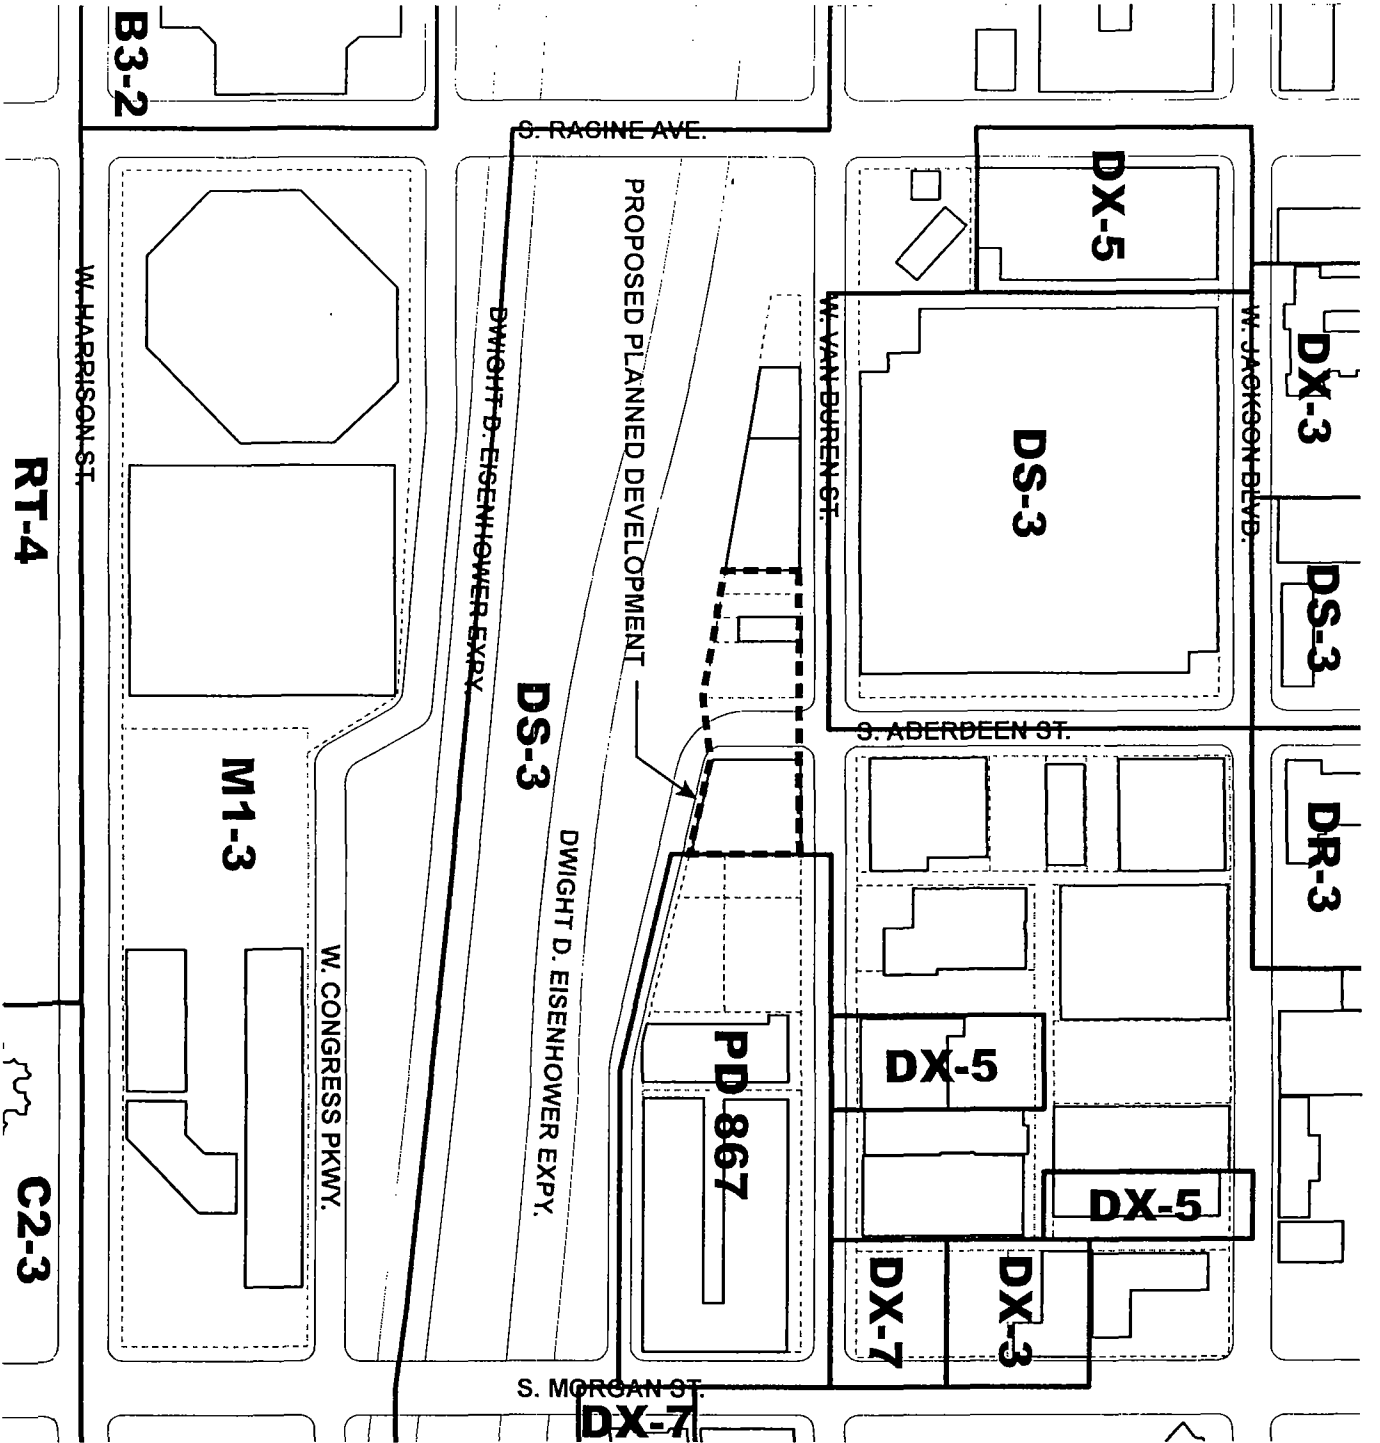 B3-2
S. RACINE AVE.
DX-5
W. HARRISON ST.
DWIGHT D. EISENHOWER EXPY.
PROPOSED PLANNED DEVELOPMENT
W. VAN BUREN ST.
W. JACKSON BLVD.
DX-3
DS-3
RT-4
DS-3
DS-3
S. ABERDEEN ST.
M1-3
DWIGHT D. EISENHOWER EXPY.
DR-3
W. CONGRESS PKWY.
PD 867
DX-5
C2-3
DX-5
DX-7
DX-3
S. MORGAN ST.
DX-7